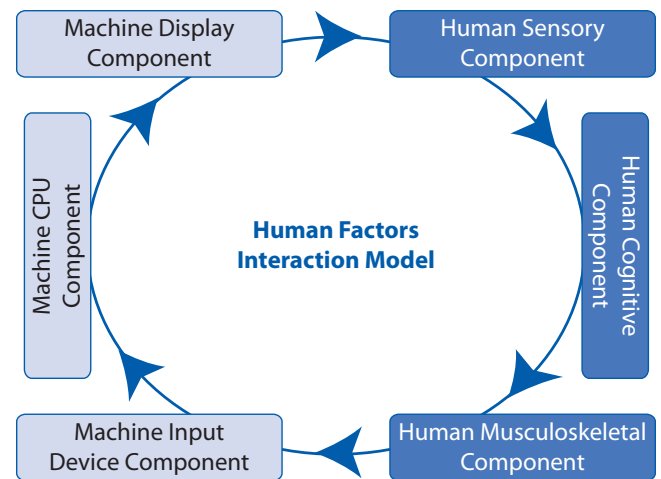 Machine Display
Component
Human Sensory
Component
Human Cognitive
Component
Human Musculoskeletal
Component
Machine Input
Device Component
Machine CPU
Component
Human Factors
Interaction Model